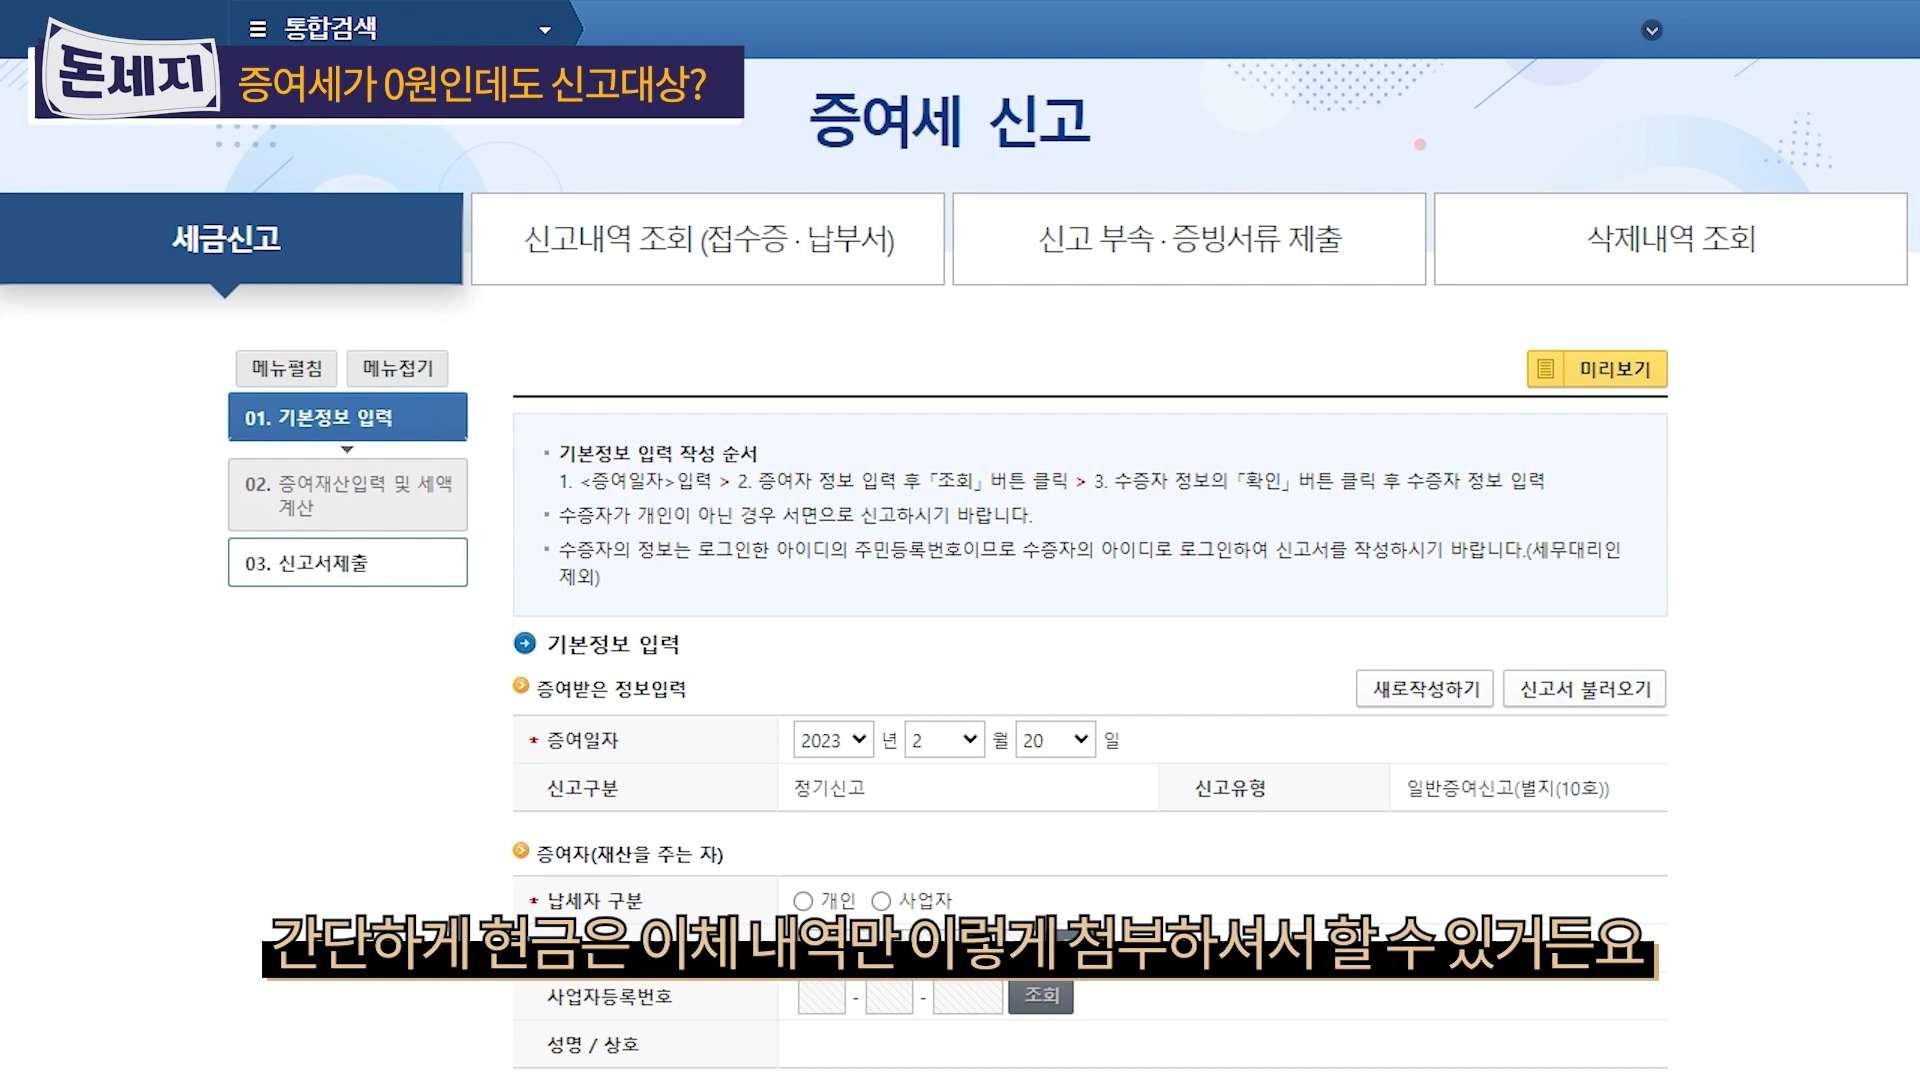 통합검색
돈세지
증여세가 0원인데도 신고대상?
증여세 신고
세금신고
신고내역 조회 (접수증 · 납부서)
신고 부속 · 증빙서류 제출
삭제내역 조회
메뉴펼침
메뉴접기
미리보기
01. 기본정보 입력
02. 증여재산입력 및 세액
계산
03. 신고서제출
기본정보 입력 작성 순서
1. <증여일자>입력 > 2. 증여자 정보 입력 후「조회」버튼 클릭 > 3. 수증자 정보의「확인」버튼 클릭 후 수증자 정보 입력
수증자가 개인이 아닌 경우 서면으로 신고하시기 바랍니다.
수증자의 정보는 로그인한 아이디의 주민등록번호이므로 수증자의 아이디로 로그인하여 신고서를 작성하시기 바랍니다.(세무대리인
제외)
기본정보 입력
증여받은 정보입력
새로작성하기
신고서 불러오기
* 증여일자
2023 년 2 월 20 일
신고구분
정기신고
신고유형
일반증여신고(별지(10호))
증여자(재산을 주는 자)
* 납세자 구분
개인
사업자
간단하게 현금은 이체 내역만 이렇게 첨부하셔서 할 수 있거든요
사업자등록번호
- -
조회
성명 / 상호